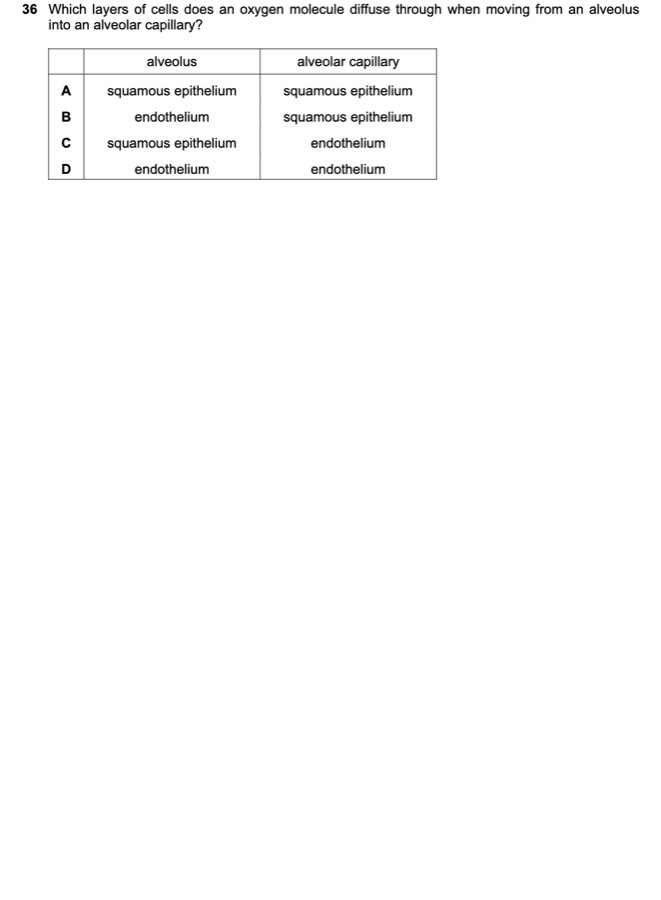 36 Which layers of cells does an oxygen molecule diffuse through when moving from an alveolus
into an alveolar capillary?
alveolus alveolar capillary
A squamous epithelium squamous epithelium
B endothelium squamous epithelium
C squamous epithelium endothelium
D endothelium endothelium